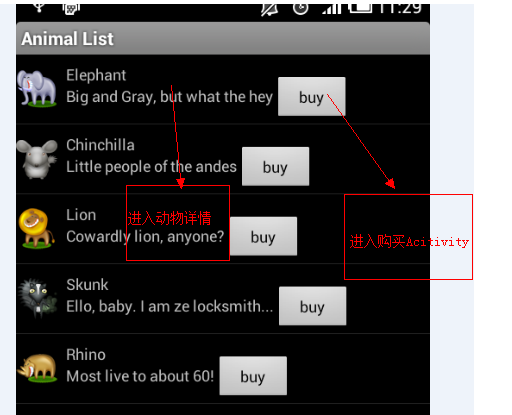 11:29
Animal List
Elephant
Big and Gray, but what the hey
buy
Chinchilla
Little people of the andes
buy
Lion
进入动物详情
Cowardly lion, anyone?
buy
进入购买Acitivity
Skunk
Ello, baby. I am ze locksmith...
buy
Rhino
Most live to about 60!
buy